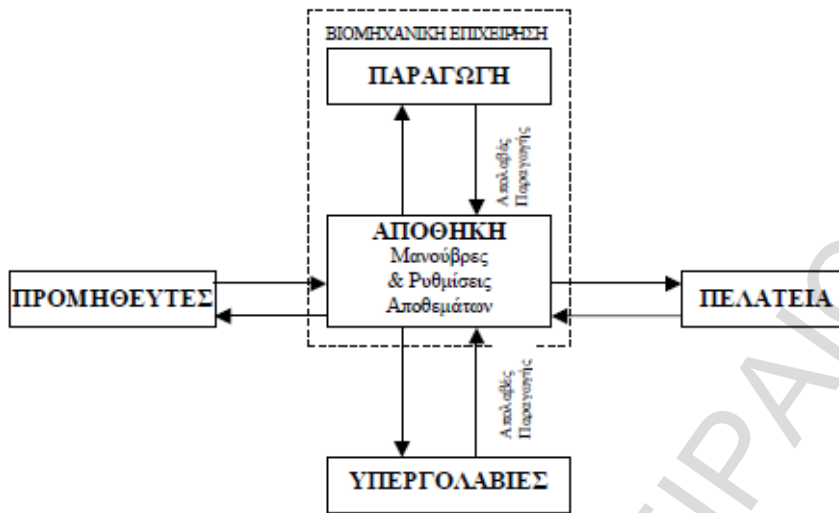 ΒΙΟΜΗΧΑΝΙΚΗ ΕΠΙΧΕΙΡΗΣΗ
ΠΑΡΑΓΩΓΗ
Απολαβές
Παραγωγής
ΑΠΟΘΗΚΗ
Μανούβρες
& Ρυθμίσεις
Αποθεμάτων
ΠΡΟΜΗΘΕΥΤΕΣ
ΠΕΛΑΤΕΙΑ
Απολαβές
Παραγωγής
ΥΠΕΡΓΟΛΑΒΙΕΣ